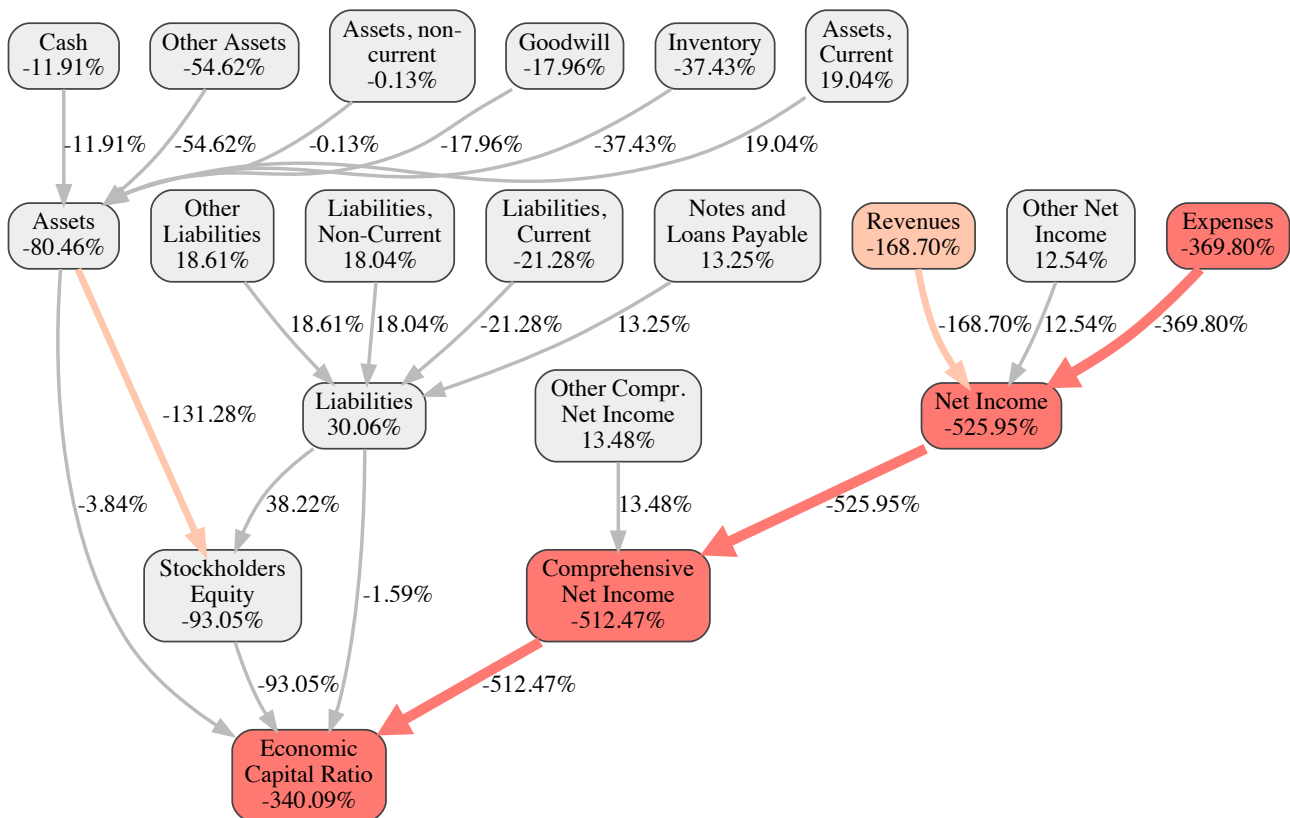 Cash
-11.91%
Other Assets
-54.62%
Assets, non-
current
-0.13%
Goodwill
-17.96%
Inventory
-37.43%
Assets,
Current
19.04%
-11.91%
-54.62%
-0.13%
-17.96%
-37.43%
19.04%
Assets
-80.46%
Other
Liabilities
18.61%
Liabilities,
Non-Current
18.04%
Liabilities,
Current
-21.28%
Notes and
Loans Payable
13.25%
Revenues
-168.70%
Other Net
Income
12.54%
Expenses
-369.80%
18.61%
18.04%
-21.28%
13.25%
-168.70%
12.54%
-369.80%
-131.28%
Liabilities
30.06%
Other Compr.
Net Income
13.48%
Net Income
-525.95%
-3.84%
38.22%
13.48%
-525.95%
Stockholders
Equity
-93.05%
-1.59%
Comprehensive
Net Income
-512.47%
-93.05%
-512.47%
Economic
Capital Ratio
-340.09%